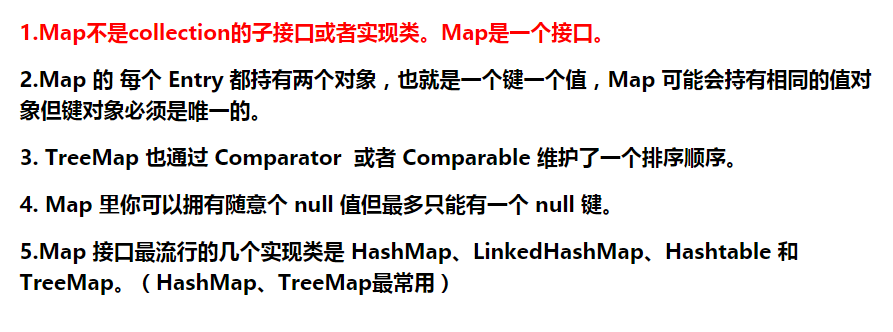 1.Map不是collection的子接口或者实现类。Map是一个接口。
2.Map 的 每个 Entry 都持有两个对象，也就是一个键一个值，Map 可能会持有相同的值对
象但键对象必须是唯一的。
3. TreeMap 也通过 Comparator  或者 Comparable 维护了一个排序顺序。
4. Map 里你可以拥有随意个 null 值但最多只能有一个 null 键。
5.Map 接口最流行的几个实现类是 HashMap、LinkedHashMap、Hashtable 和
TreeMap。（HashMap、TreeMap最常用）